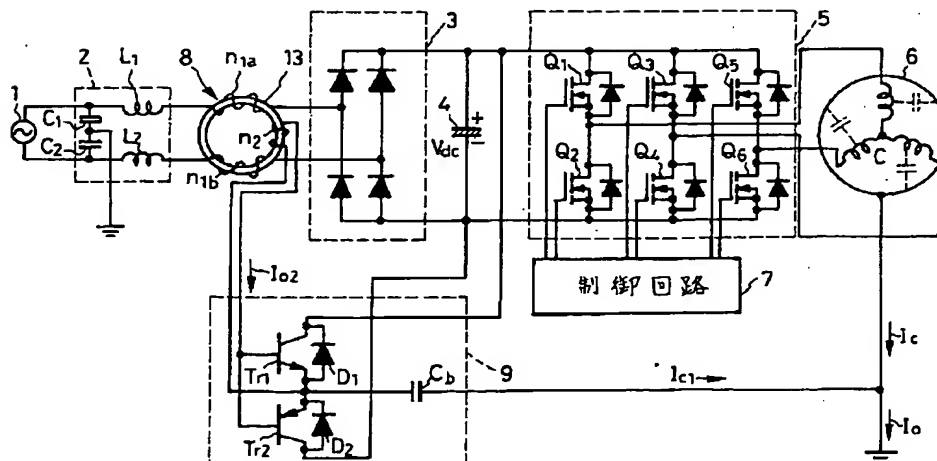 1
2
L1
C1
C2
L2
8
n1a
13
n2
n1b
3
4
+
−
Vdc
5
Q1
Q3
Q5
Q2
Q4
Q6
6
C
制御回路
7
Io2
9
Tr1
D1
Tr2
D2
Cb
Ic1
Ic
Io